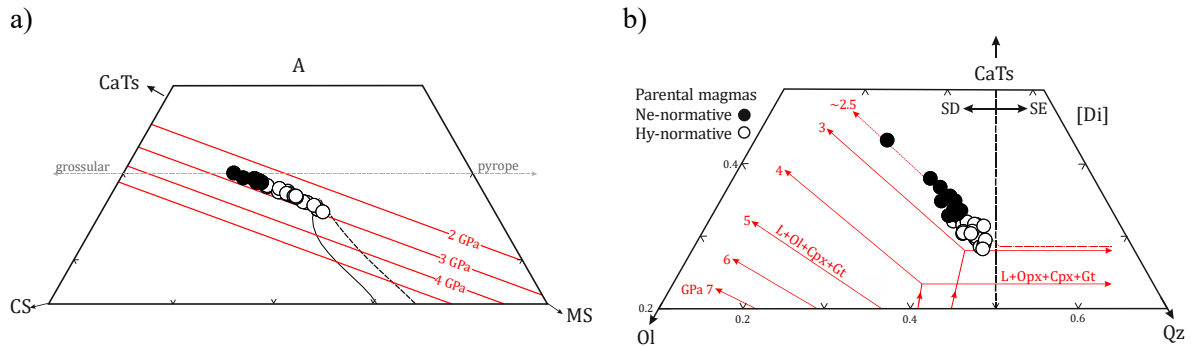 a)
A
CaTs
grossular
pyrope
2 GPa
3 GPa
4 GPa
CS
MS
b)
CaTs
Parental magmas
Ne-normative
Hy-normative
SD
SE
[Di]
~2.5
3
0.4
0.4
4
5
L+Ol+Cpx+Gt
6
GPa 7
L+Opx+Cpx+Gt
0.2
0.2
0.4
0.6
Ol
Qz